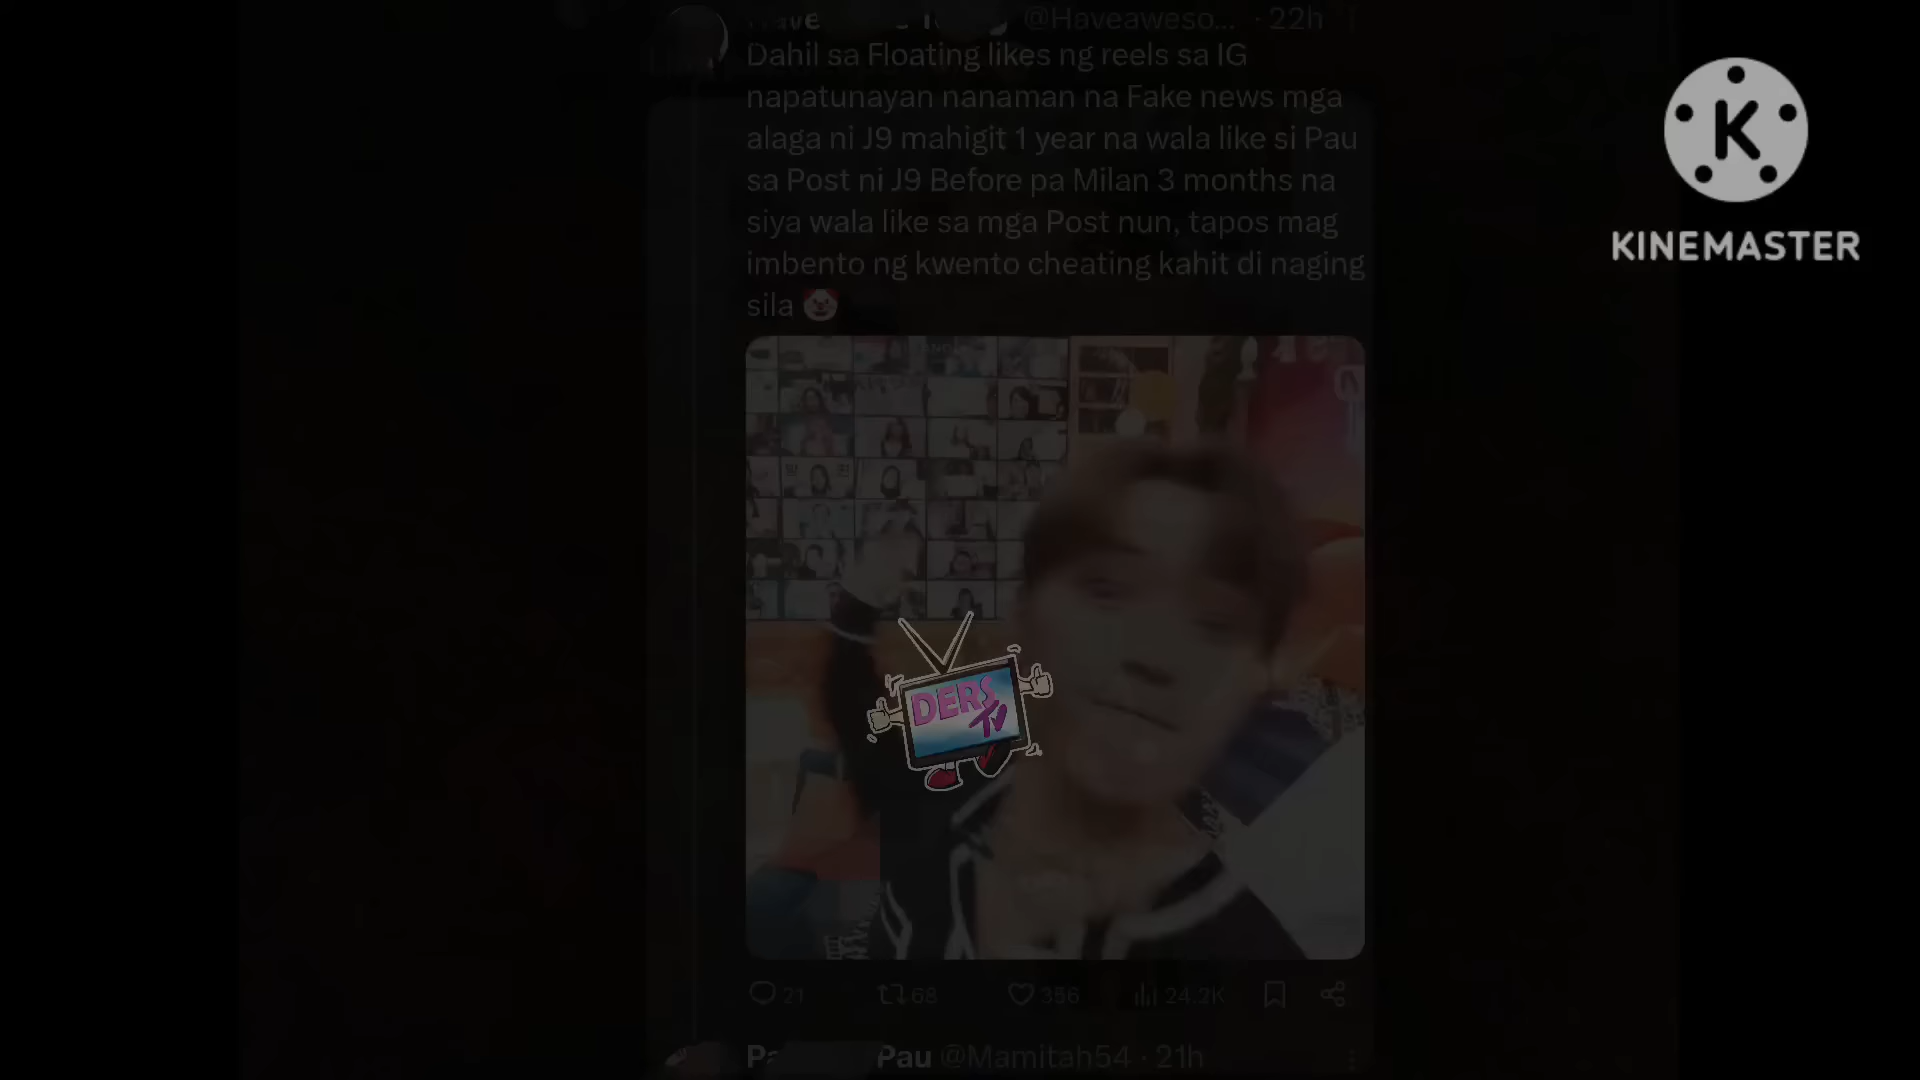 @Haveaweso... · 22h
Dahil sa Floating likes ng reels sa IG
napatunayan nanaman na Fake news mga
alaga ni J9 mahigit 1 year na wala like si Pau
sa Post ni J9 Before pa Milan 3 months na
siya wala like sa mga Post nun, tapos mag
imbento ng kwento cheating kahit di naging
sila 🤡
KINEMASTER
DERS
TV
21 68 356 24.2K
Pau @Mamitah54 · 21h